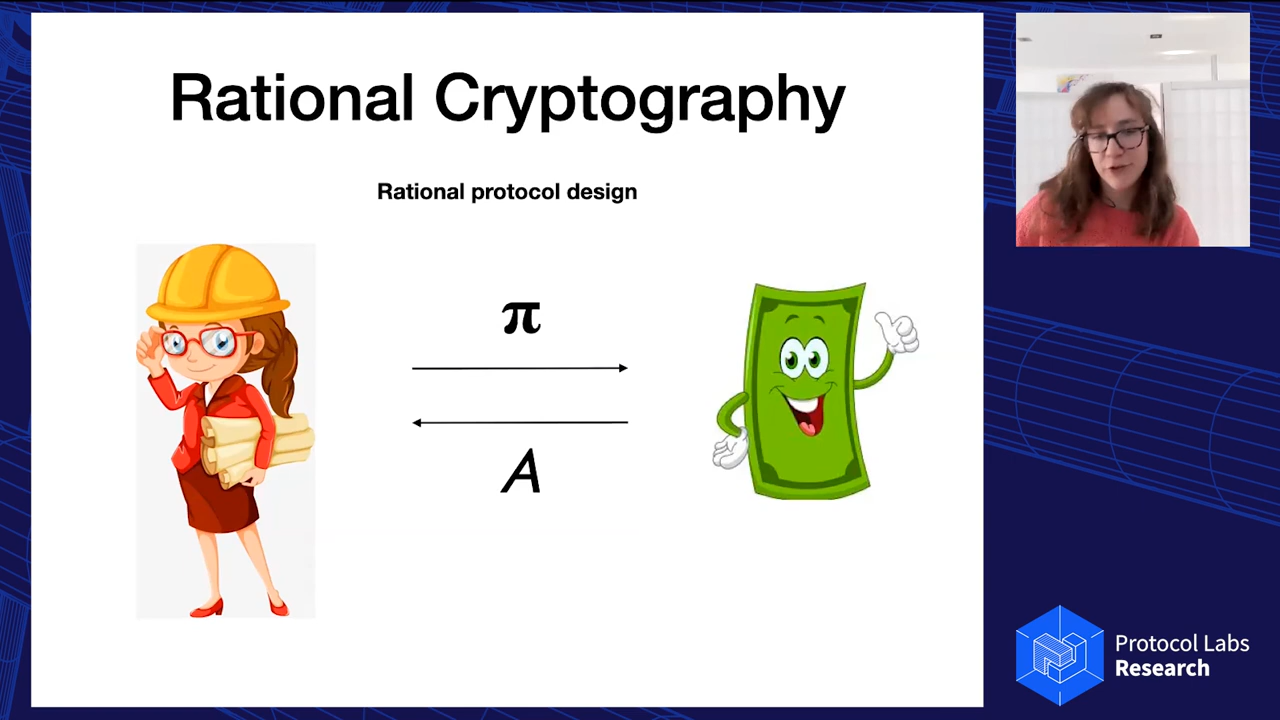 Rational Cryptography
Rational protocol design
π
A
Protocol Labs
Research